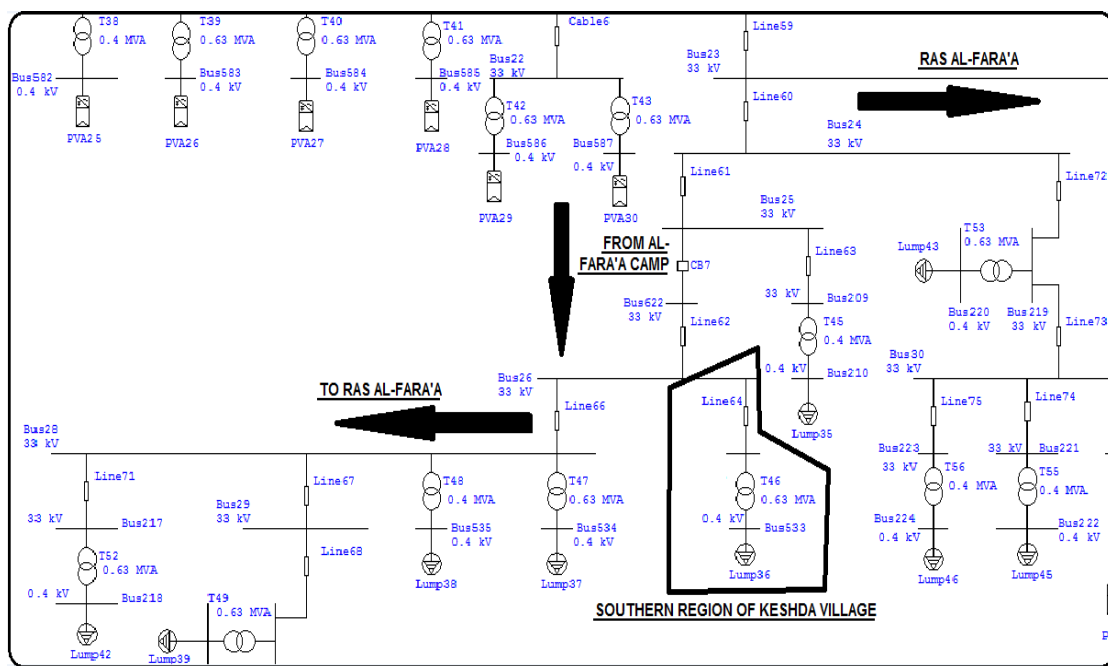 T38
0.4 MVA
T39
0.63 MVA
T40
0.63 MVA
T41
0.63 MVA
Cable6
Line59
Bus582
0.4 kV
Bus583
0.4 kV
Bus584
0.4 kV
Bus585
0.4 kV
Bus22
33 kV
Bus23
33 kV
RAS AL-FARA'A
PVA25
PVA26
PVA27
PVA28
T42
0.63 MVA
T43
0.63 MVA
Line60
Bus24
33 kV
Bus586
0.4 kV
Bus587
0.4 kV
PVA29
PVA30
Line61
Line72
Bus25
33 kV
FROM AL-
FARA'A CAMP
CB7
Line63
T53
0.63 MVA
Lump43
Bus622
33 kV
33 kV
Bus209
Line62
T45
0.4 MVA
Bus220
0.4 kV
Bus219
33 kV
Line73
Bus26
33 kV
0.4 kV
Bus210
Bus30
33 kV
TO RAS AL-FARA'A
Line66
Line64
Lump35
Line75
Line74
Bus28
33 kV
Line71
Line67
T48
0.4 MVA
T47
0.63 MVA
T46
0.63 MVA
Bus223
33 kV
T56
0.4 MVA
33 kV
Bus221
T55
0.4 MVA
33 kV
Bus217
Bus29
33 kV
Bus535
0.4 kV
Bus534
0.4 kV
0.4 kV
Bus533
Bus224
0.4 kV
Bus222
0.4 kV
T52
0.63 MVA
Line68
Lump38
Lump37
Lump36
Lump46
Lump45
0.4 kV
Bus218
T49
0.63 MVA
SOUTHERN REGION OF KESHDA VILLAGE
Lump42
Lump39